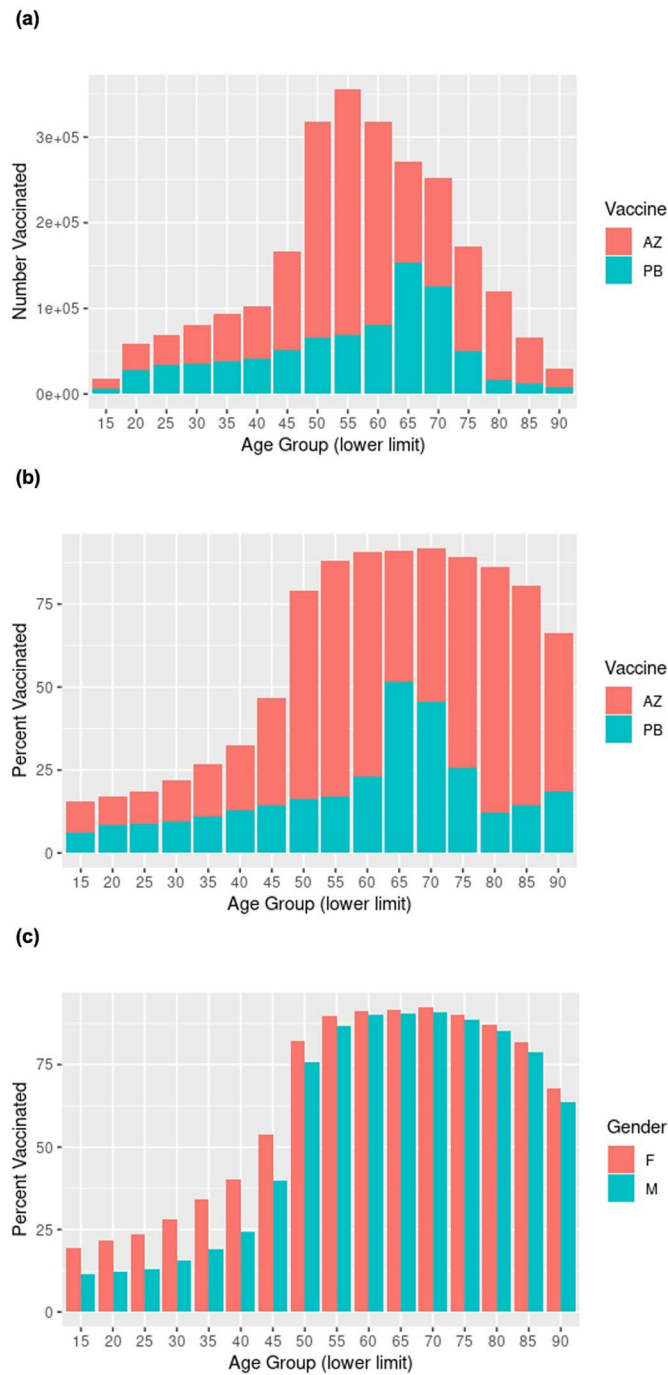 (a)
Number Vaccinated
3e+05
2e+05
1e+05
0e+00
15 20 25 30 35 40 45 50 55 60 65 70 75 80 85 90
Age Group (lower limit)
Vaccine
AZ
PB
(b)
Percent Vaccinated
75
50
25
0
15 20 25 30 35 40 45 50 55 60 65 70 75 80 85 90
Age Group (lower limit)
Vaccine
AZ
PB
(c)
Percent Vaccinated
75
50
25
0
15 20 25 30 35 40 45 50 55 60 65 70 75 80 85 90
Age Group (lower limit)
Gender
F
M